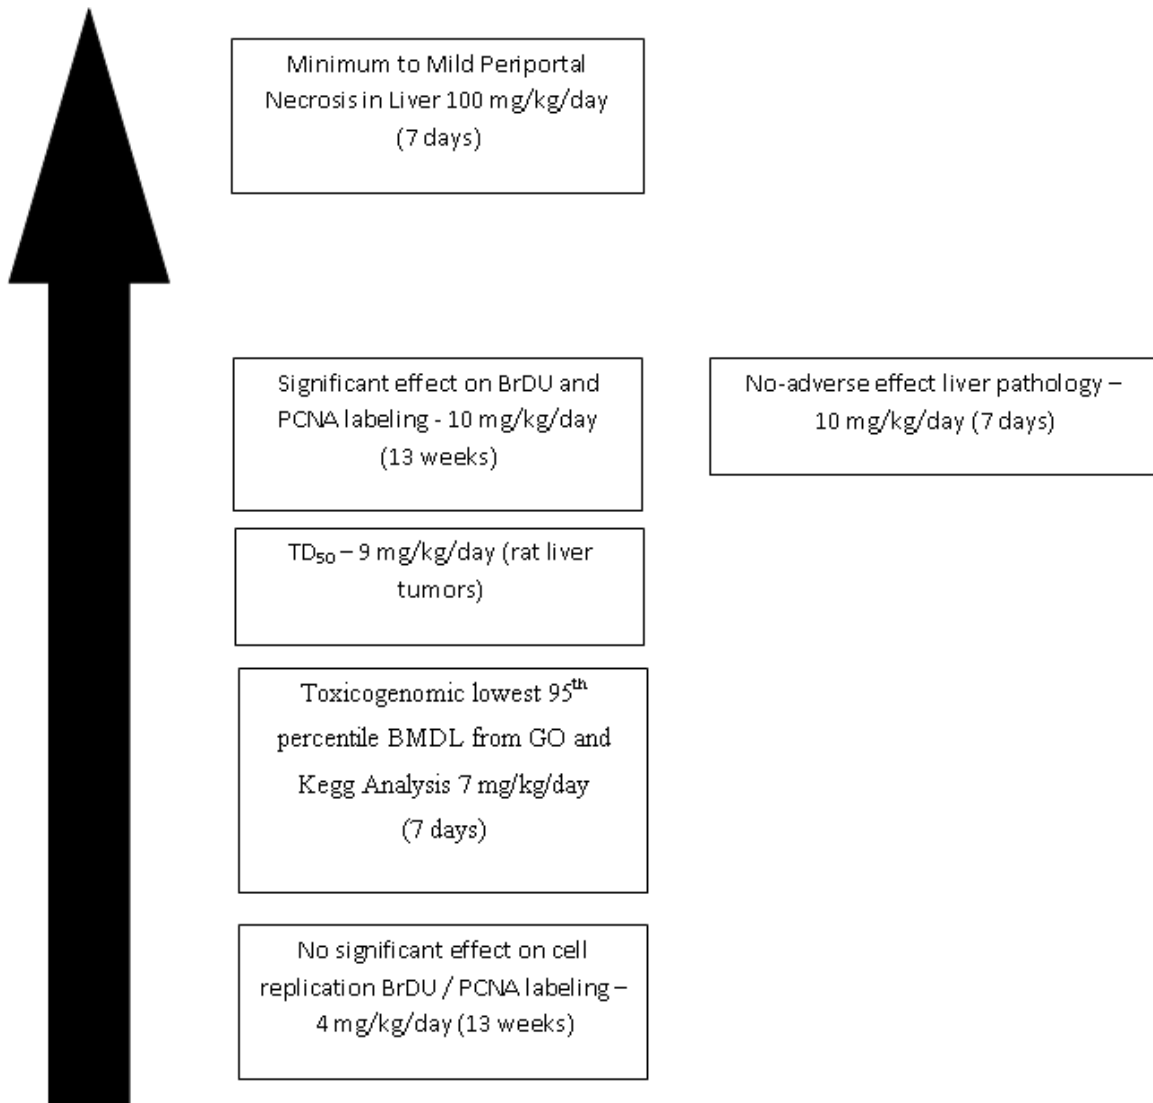 Minimum to Mild Periportal
Necrosis in Liver 100 mg/kg/day
(7 days)
Significant effect on BrDU and
PCNA labeling - 10 mg/kg/day
(13 weeks)
No-adverse effect liver pathology –
10 mg/kg/day (7 days)
TD₅₀ – 9 mg/kg/day (rat liver
tumors)
Toxicogenomic lowest 95ᵗʰ
percentile BMDL from GO and
Kegg Analysis 7 mg/kg/day
(7 days)
No significant effect on cell
replication BrDU / PCNA labeling –
4 mg/kg/day (13 weeks)